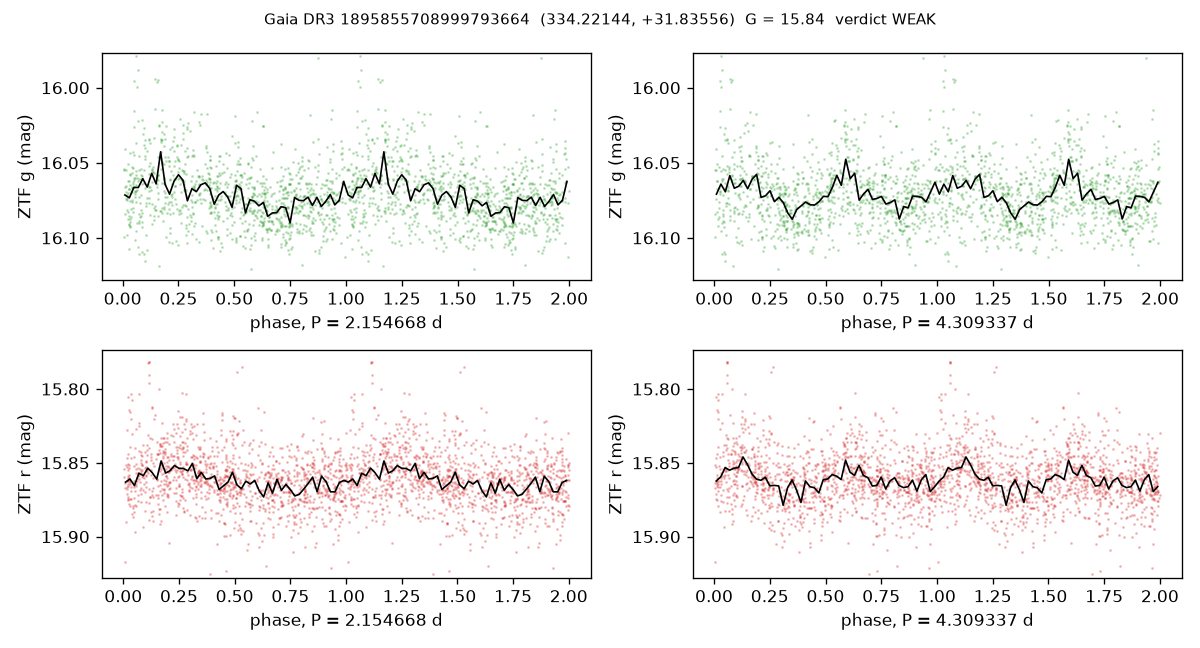 Gaia DR3 1895855708999793664  (334.22144, +31.83556)  G = 15.84  verdict WEAK
ZTF g (mag)
16.00
16.05
16.10
0.00 0.25 0.50 0.75 1.00 1.25 1.50 1.75 2.00
phase, P = 2.154668 d
ZTF g (mag)
16.00
16.05
16.10
0.00 0.25 0.50 0.75 1.00 1.25 1.50 1.75 2.00
phase, P = 4.309337 d
ZTF r (mag)
15.80
15.85
15.90
0.00 0.25 0.50 0.75 1.00 1.25 1.50 1.75 2.00
phase, P = 2.154668 d
ZTF r (mag)
15.80
15.85
15.90
0.00 0.25 0.50 0.75 1.00 1.25 1.50 1.75 2.00
phase, P = 4.309337 d